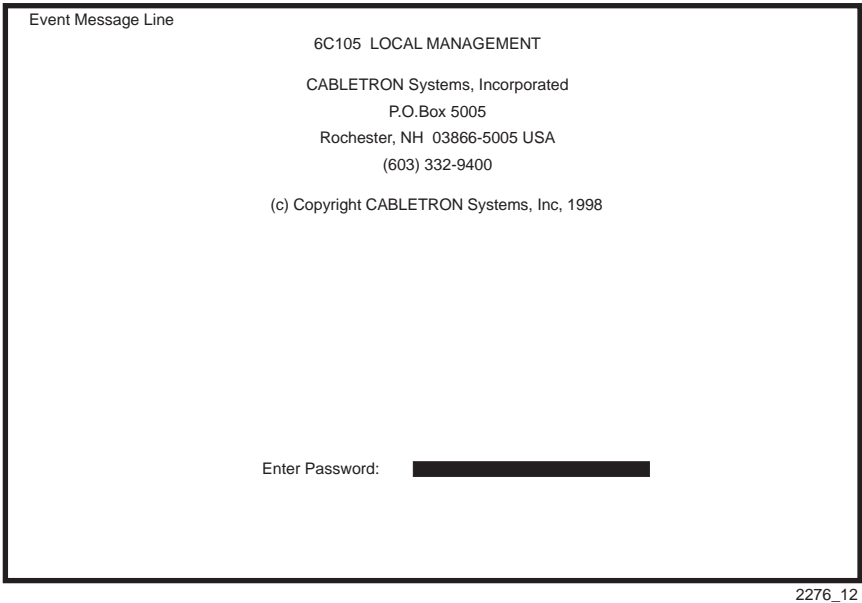 Event Message Line
6C105 LOCAL MANAGEMENT
CABLETRON Systems, Incorporated
P.O.Box 5005
Rochester, NH 03866-5005 USA
(603) 332-9400
(c) Copyright CABLETRON Systems, Inc, 1998
Enter Password:
2276_12